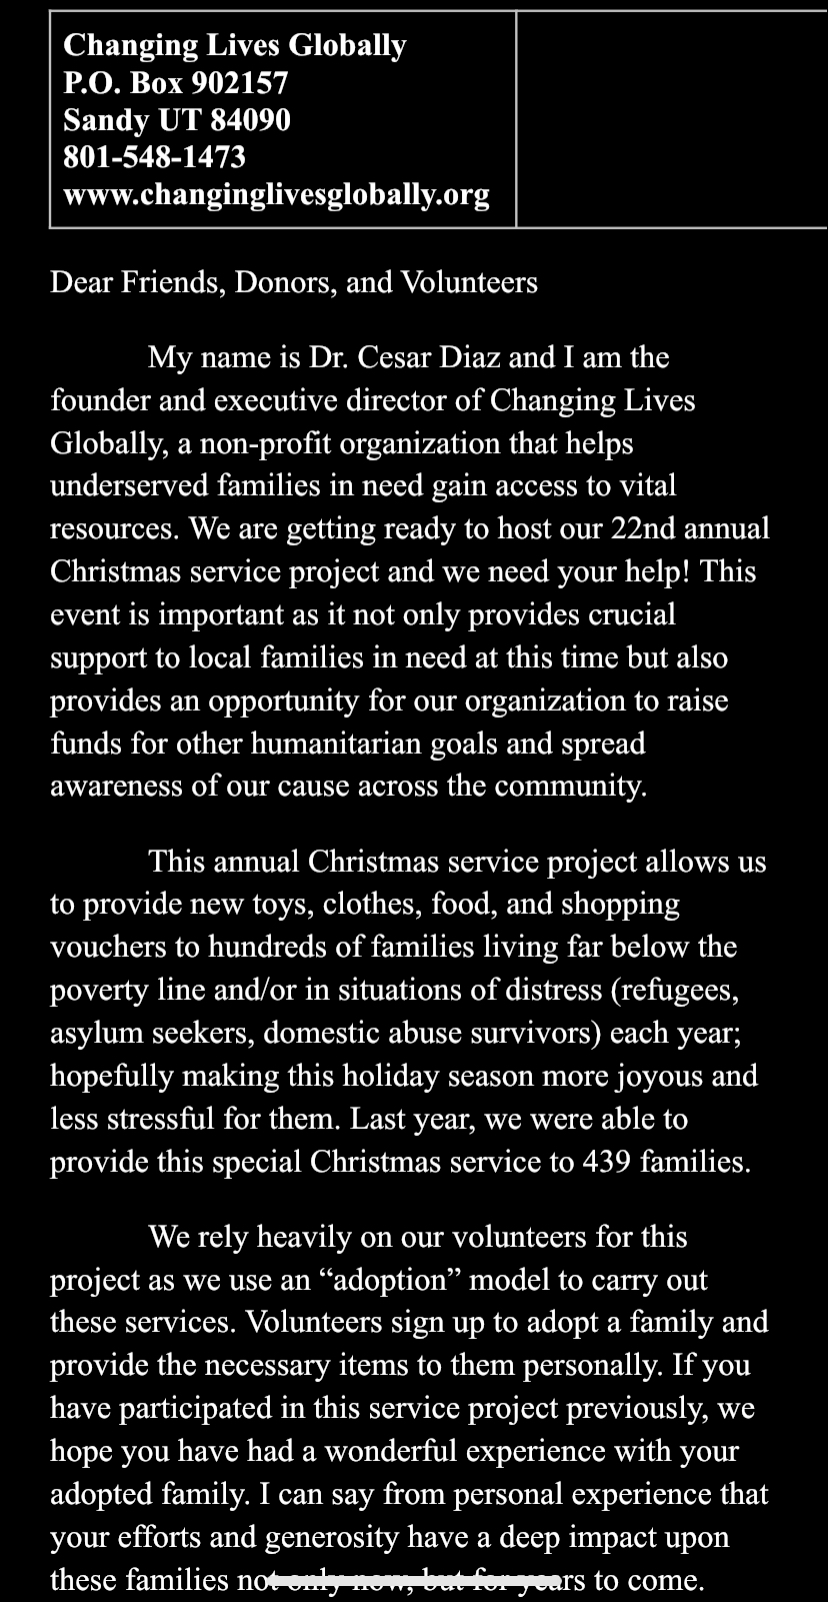 Changing Lives Globally
P.O. Box 902157
Sandy UT 84090
801-548-1473
www.changinglivesglobally.org
Dear Friends, Donors, and Volunteers
My name is Dr. Cesar Diaz and I am the
founder and executive director of Changing Lives
Globally, a non-profit organization that helps
underserved families in need gain access to vital
resources. We are getting ready to host our 22nd annual
Christmas service project and we need your help! This
event is important as it not only provides crucial
support to local families in need at this time but also
provides an opportunity for our organization to raise
funds for other humanitarian goals and spread
awareness of our cause across the community.
This annual Christmas service project allows us
to provide new toys, clothes, food, and shopping
vouchers to hundreds of families living far below the
poverty line and/or in situations of distress (refugees,
asylum seekers, domestic abuse survivors) each year;
hopefully making this holiday season more joyous and
less stressful for them. Last year, we were able to
provide this special Christmas service to 439 families.
We rely heavily on our volunteers for this
project as we use an “adoption” model to carry out
these services. Volunteers sign up to adopt a family and
provide the necessary items to them personally. If you
have participated in this service project previously, we
hope you have had a wonderful experience with your
adopted family. I can say from personal experience that
your efforts and generosity have a deep impact upon
these families not only now, but for years to come.